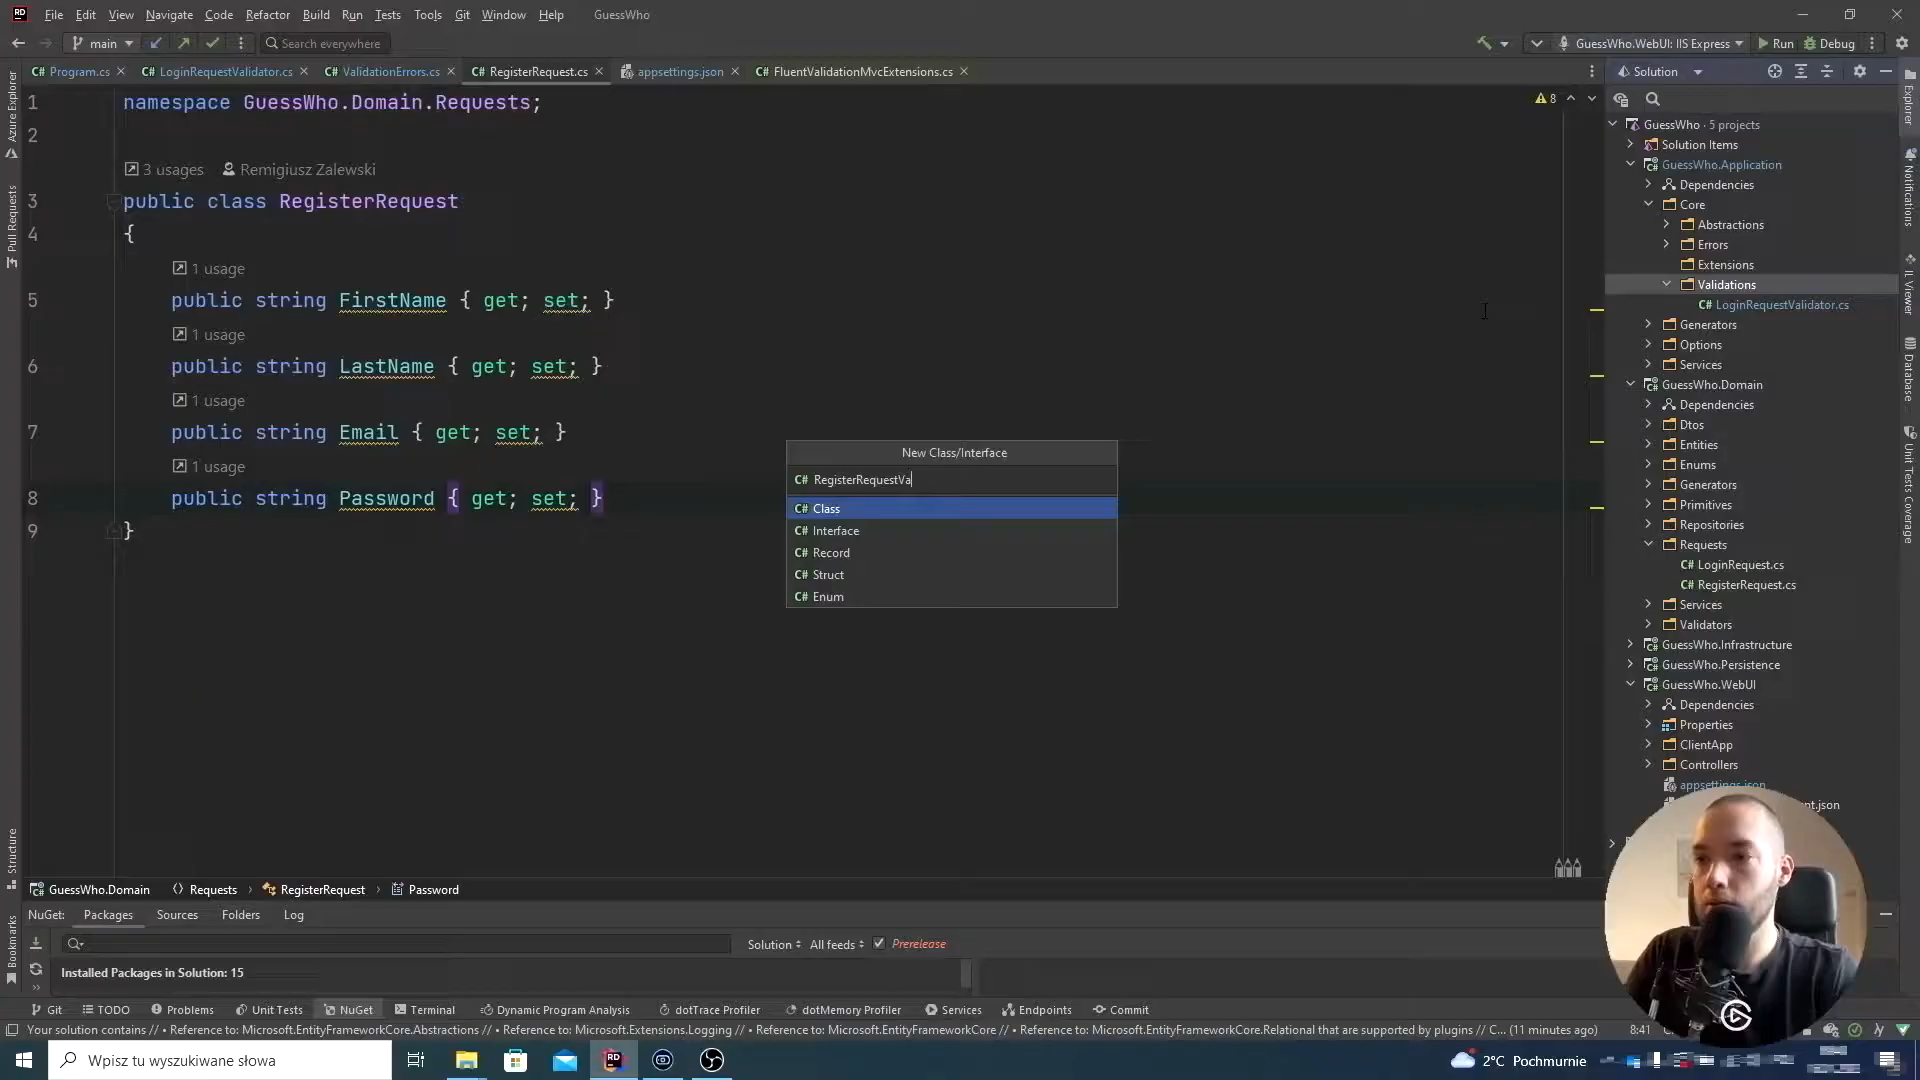 File Edit View Navigate Code Refactor Build Run Tests Tools Git Window Help GuessWho
main Search everywhere GuessWho.WebUI: IIS Express Run Debug
Program.cs LoginRequestValidator.cs ValidationErrors.cs RegisterRequest.cs appsettings.json FluentValidationMvcExtensions.cs
Solution
Azure Explorer
Pull Requests
Structure
Bookmarks
1 namespace GuessWho.Domain.Requests;
2
3 usages Remigiusz Zalewski
3 public class RegisterRequest
4 {
1 usage
5 public string FirstName { get; set; }
1 usage
6 public string LastName { get; set; }
1 usage
7 public string Email { get; set; }
1 usage
8 public string Password { get; set; }
9 }
8
New Class/Interface
C# RegisterRequestVa
C# Class
C# Interface
C# Record
C# Struct
C# Enum
GuessWho · 5 projects
Solution Items
GuessWho.Application
Dependencies
Core
Abstractions
Errors
Extensions
Validations
C# LoginRequestValidator.cs
Generators
Options
Services
GuessWho.Domain
Dependencies
Dtos
Entities
Enums
Generators
Primitives
Repositories
Requests
C# LoginRequest.cs
C# RegisterRequest.cs
Services
Validators
GuessWho.Infrastructure
GuessWho.Persistence
GuessWho.WebUI
Dependencies
Properties
ClientApp
Controllers
appsettings.json
nt.json
Explorer
Notifications
IL Viewer
Database
Unit Tests Coverage
GuessWho.Domain Requests RegisterRequest Password
NuGet: Packages Sources Folders Log
Solution All feeds Prerelease
Installed Packages in Solution: 15
Git TODO Problems Unit Tests NuGet Terminal Dynamic Program Analysis dotTrace Profiler dotMemory Profiler Services Endpoints Commit
Your solution contains // • Reference to: Microsoft.EntityFrameworkCore.Abstractions // • Reference to: Microsoft.Extensions.Logging // • Reference to: Microsoft.EntityFrameworkCore // • Reference to: Microsoft.EntityFrameworkCore.Relational that are supported by plugins // C... (11 minutes ago) 8:41
Wpisz tu wyszukiwane słowa
2°C Pochmurnie